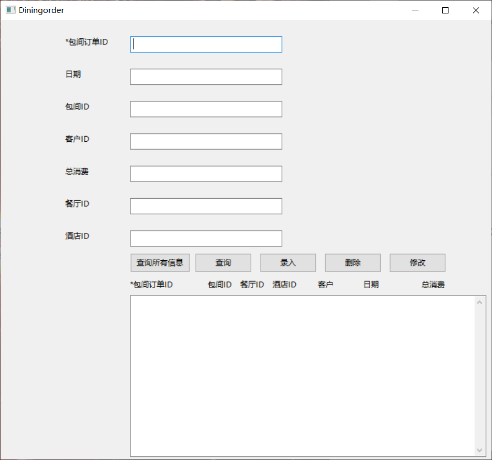 Diningorder
*包间订单ID
日期
包间ID
客户ID
总消费
餐厅ID
酒店ID
查询所有信息 查询 录入 删除 修改
*包间订单ID 包间ID 餐厅ID 酒店ID 客户 日期 总消费